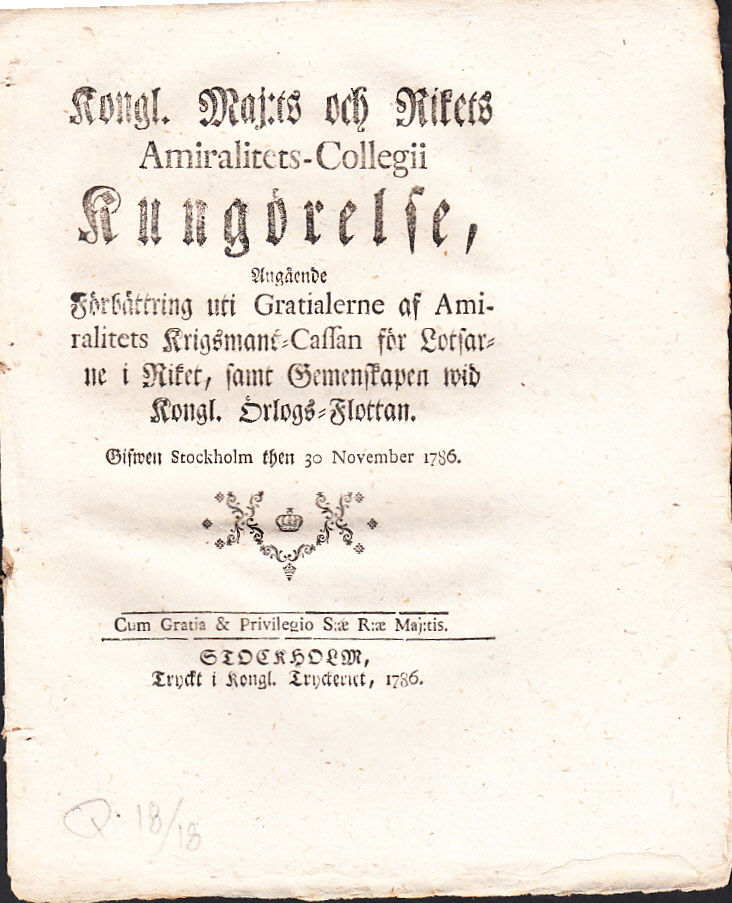 Kongl. Maj:ts och Rikets
Amiralitets-Collegii
Kungörelse,
Angående
Förbättring uti Gratialerne af Ami-
ralitets Krigsmans-Cassan för Lotsar-
ne i Riket, samt Gemenskapen wid
Kongl. Örlogs-Flottan.
Gifwen Stockholm then 30 November 1786.
Cum Gratia & Privilegio S:æ R:æ Maj:tis.
STOCKHOLM,
Tryckt i Kongl. Tryckeriet, 1786.
18/18